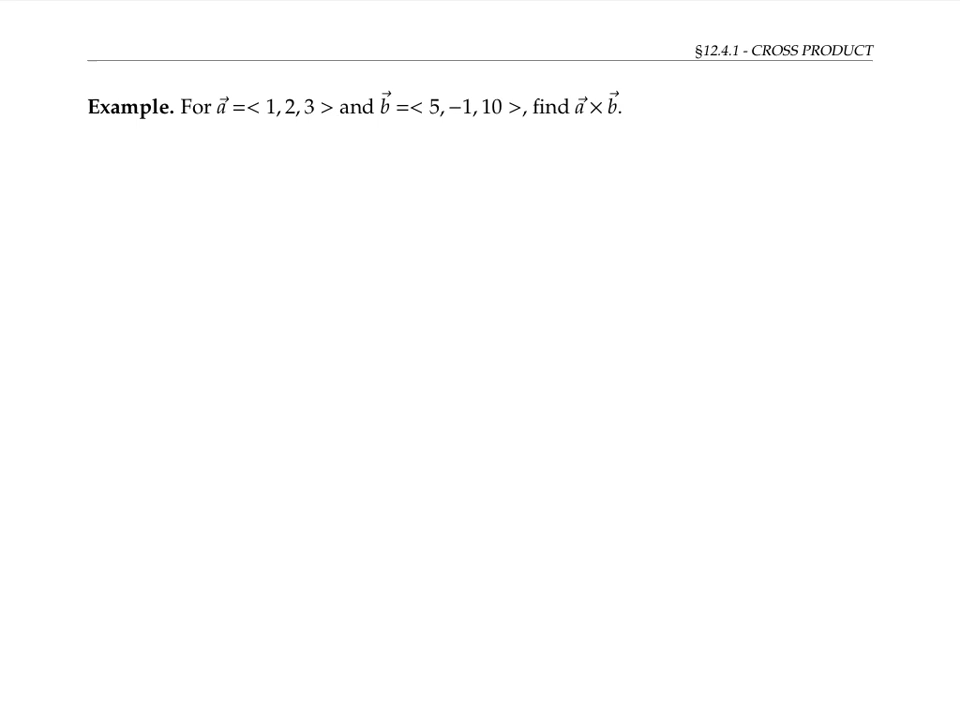 §12.4.1 - CROSS PRODUCT
Example. For a⃗ =< 1, 2, 3 > and b⃗ =< 5, −1, 10 >, find a⃗ × b⃗.